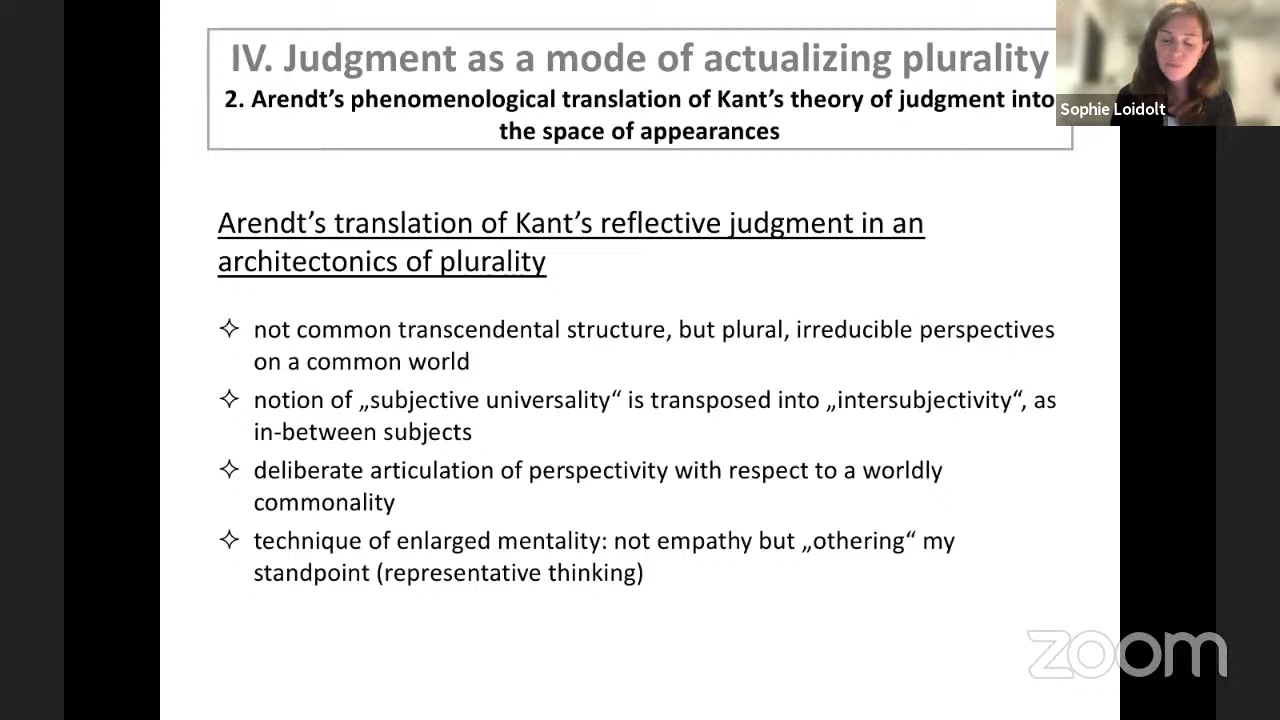 IV. Judgment as a mode of actualizing plurality
2. Arendt’s phenomenological translation of Kant’s theory of judgment into
the space of appearances
Sophie Loidolt
Arendt’s translation of Kant’s reflective judgment in an
architectonics of plurality
✧ not common transcendental structure, but plural, irreducible perspectives
on a common world
✧ notion of „subjective universality“ is transposed into „intersubjectivity“, as
in-between subjects
✧ deliberate articulation of perspectivity with respect to a worldly
commonality
✧ technique of enlarged mentality: not empathy but „othering“ my
standpoint (representative thinking)
zoom